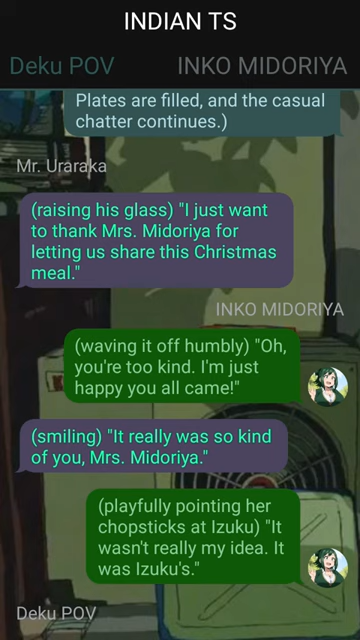 INDIAN TS
Deku POV
INKO MIDORIYA
Plates are filled, and the casual
chatter continues.)
Mr. Uraraka
(raising his glass) "I just want
to thank Mrs. Midoriya for
letting us share this Christmas
meal."
INKO MIDORIYA
(waving it off humbly) "Oh,
you're too kind. I'm just
happy you all came!"
(smiling) "It really was so kind
of you, Mrs. Midoriya."
(playfully pointing her
chopsticks at Izuku) "It
wasn't really my idea. It
was Izuku's."
Deku POV